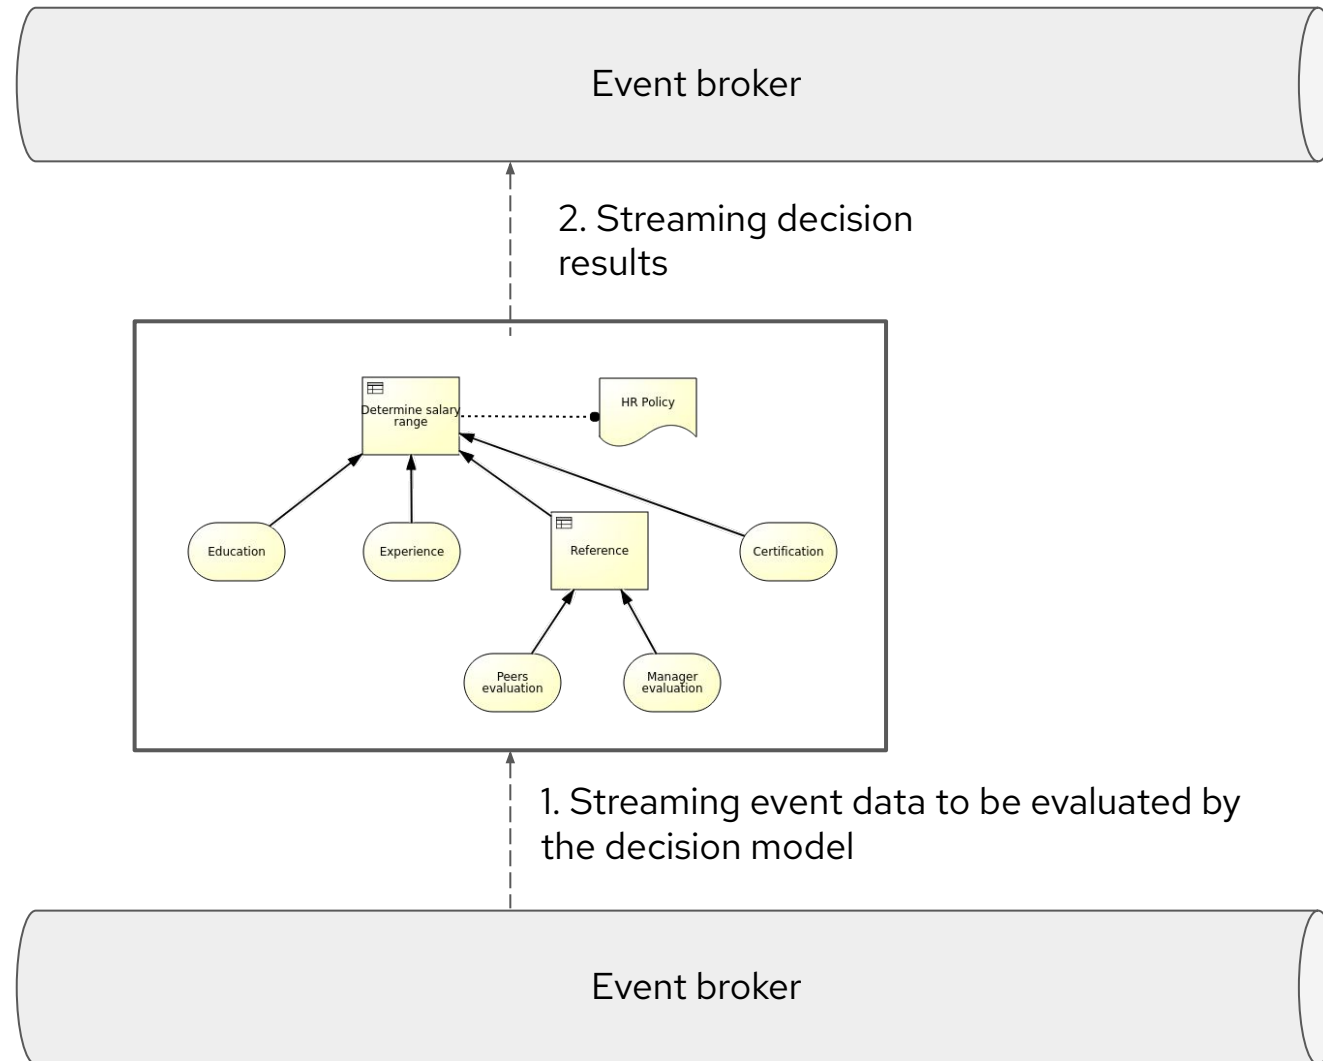 Event broker
2. Streaming decision
results
Determine salary
range
HR Policy
Education
Experience
Reference
Certification
Peers
evaluation
Manager
evaluation
1. Streaming event data to be evaluated by
the decision model
Event broker